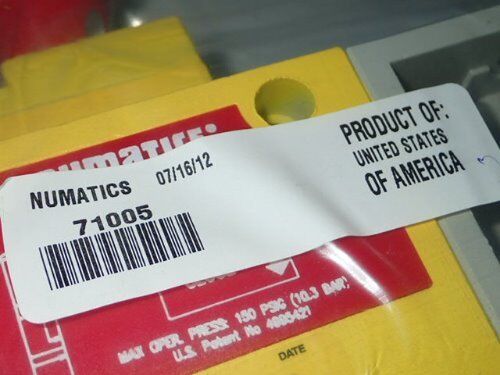 NUMATICS
NUMATICS 07/16/12
71005
PRODUCT OF:
UNITED STATES
OF AMERICA
MAX OPER. PRESS 150 PSIG (10.3 BAR)
U.S. Patent No
DATE